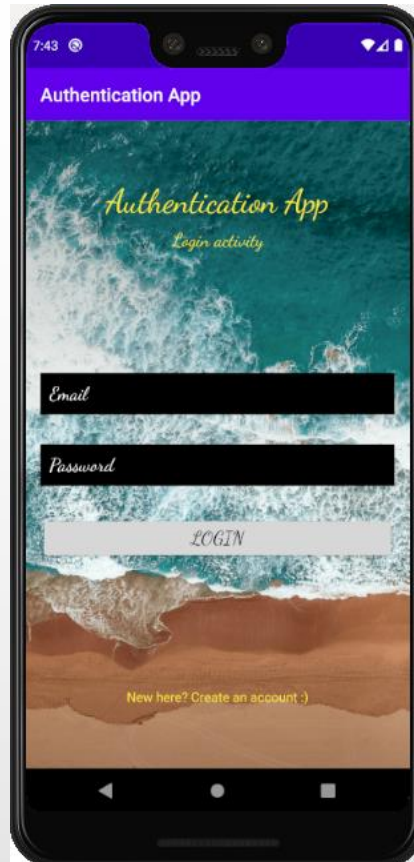 7:43
Authentication App
Authentication App
Login activity
Email
Password
LOGIN
New here? Create an account :)